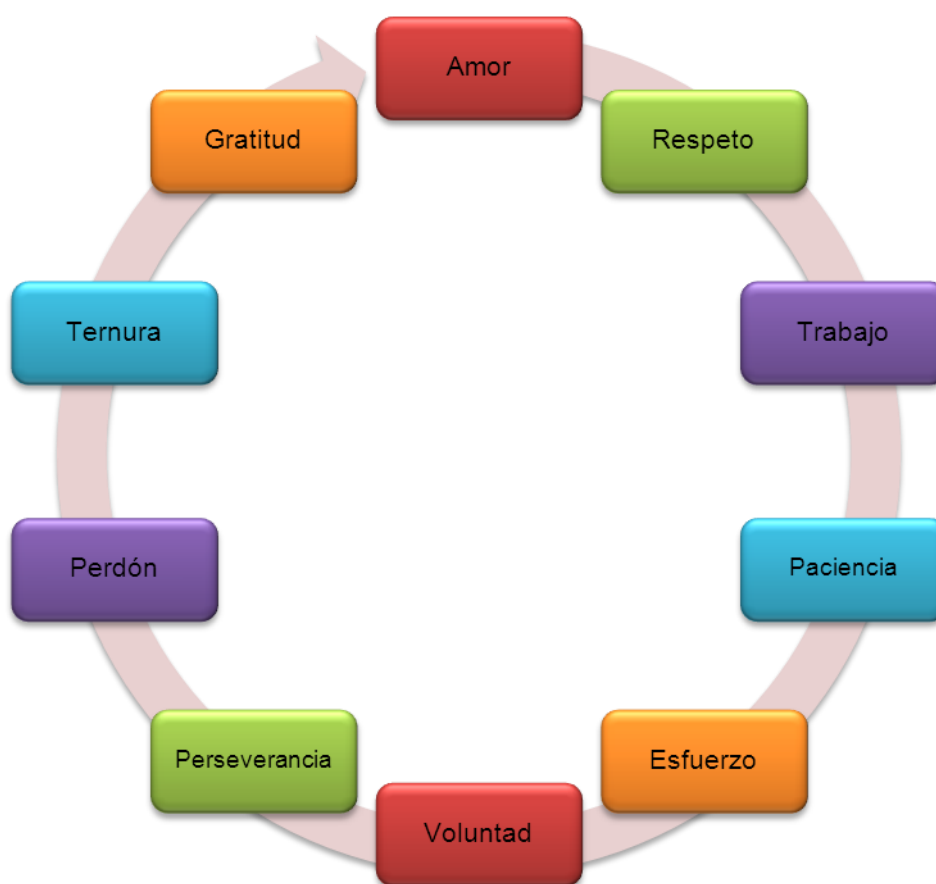 Amor
Respeto
Trabajo
Paciencia
Esfuerzo
Voluntad
Perseverancia
Perdón
Ternura
Gratitud